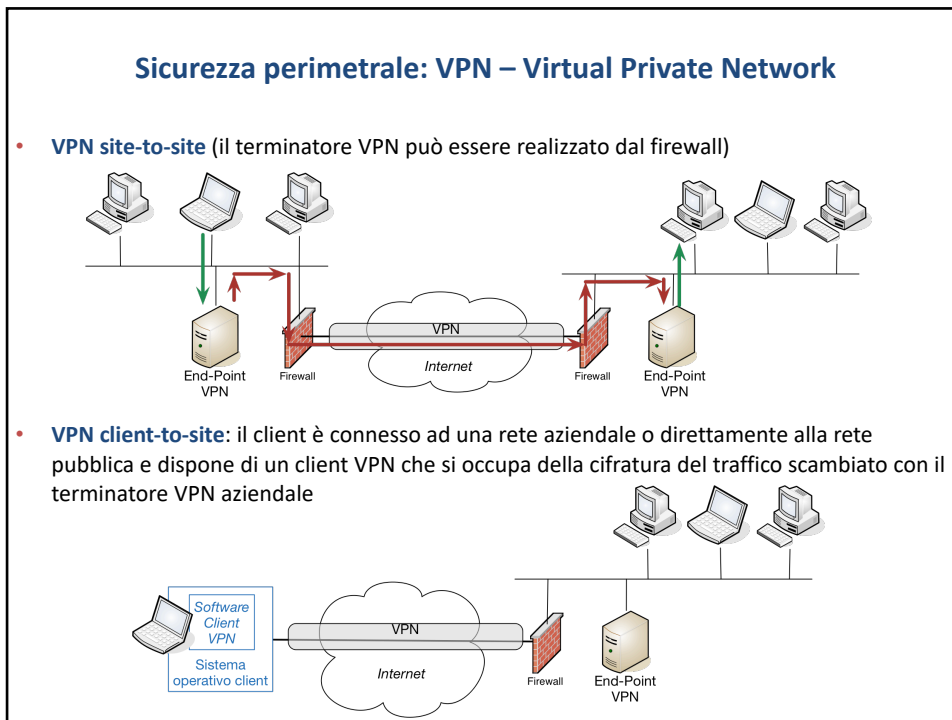 Sicurezza perimetrale: VPN – Virtual Private Network
• VPN site-to-site (il terminatore VPN può essere realizzato dal firewall)
VPN
Internet
End-Point
VPN
Firewall
Firewall
End-Point
VPN
• VPN client-to-site: il client è connesso ad una rete aziendale o direttamente alla rete
pubblica e dispone di un client VPN che si occupa della cifratura del traffico scambiato con il
terminatore VPN aziendale
Software
Client
VPN
Sistema
operativo client
VPN
Internet
Firewall
End-Point
VPN